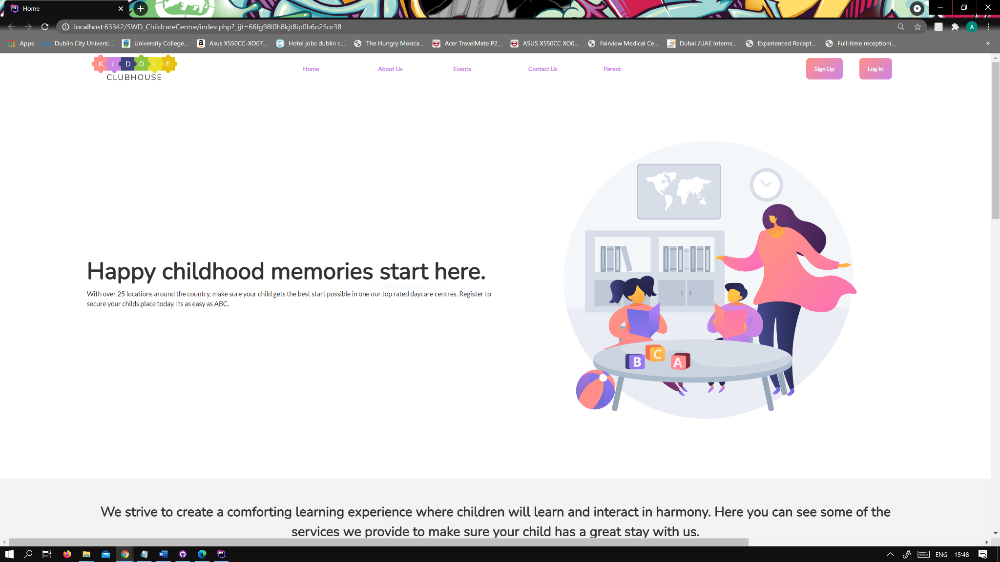 Home
localhost:63342/SWD_ChildcareCentre/index.php?_ijt=66fg98l0h8kjt8ip0b6o25or38
A
Apps
Dublin City Universi...
University College...
Asus X550CC-XO07...
Hotel jobs dublin c...
The Hungry Mexica...
Acer TravelMate P2...
ASUS X550CC XO0...
Fairview Medical Ce...
Dubai /UAE Interns...
Experienced Recept...
Full-time receptioni...
»
KIDDIE
CLUBHOUSE
Home
About Us
Events
Contact Us
Parent
Sign Up
Log In
Happy childhood memories start here.
With over 25 locations around the country, make sure your child gets the best start possible in one our top rated daycare centres. Register to
secure your childs place today. Its as easy as ABC.
B
C
A
We strive to create a comforting learning experience where children will learn and interact in harmony. Here you can see some of the
services we provide to make sure your child has a great stay with us.
ENG
15:48